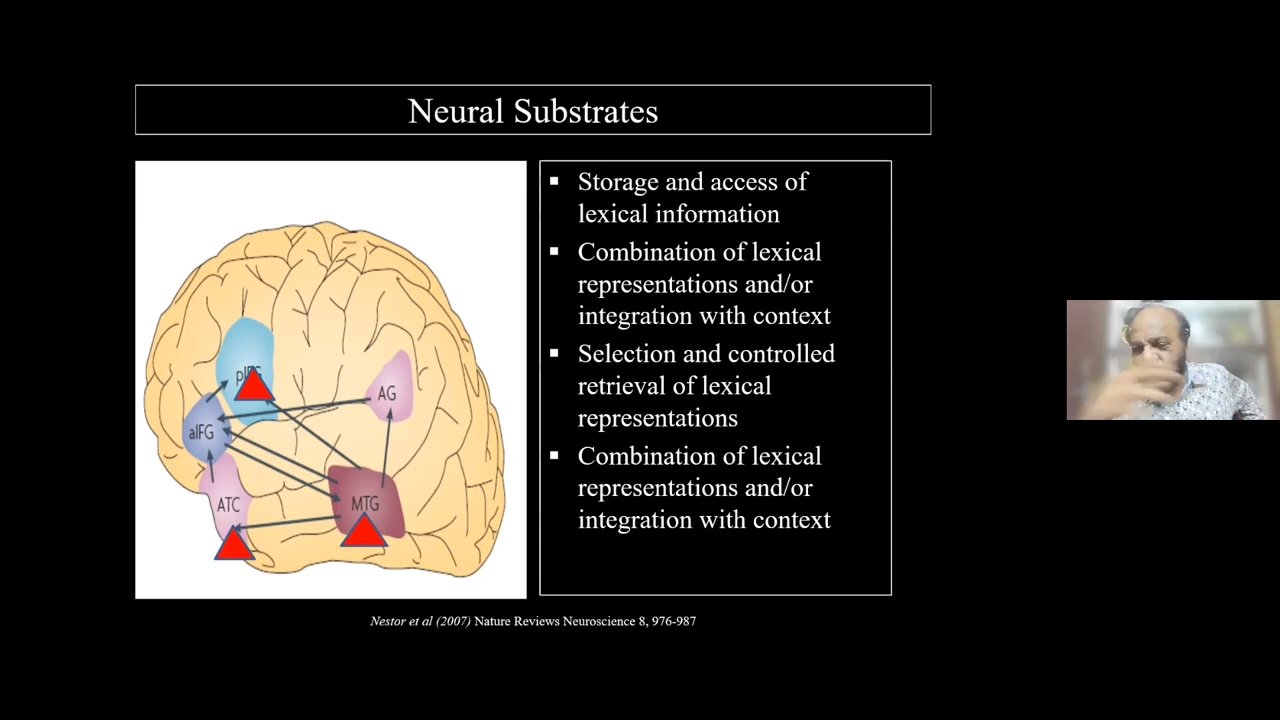 Neural Substrates
▪ Storage and access of
lexical information
▪ Combination of lexical
representations and/or
integration with context
▪ Selection and controlled
retrieval of lexical
representations
▪ Combination of lexical
representations and/or
integration with context
AG
aIFG
ATC
MTG
Nestor et al (2007) Nature Reviews Neuroscience 8, 976-987